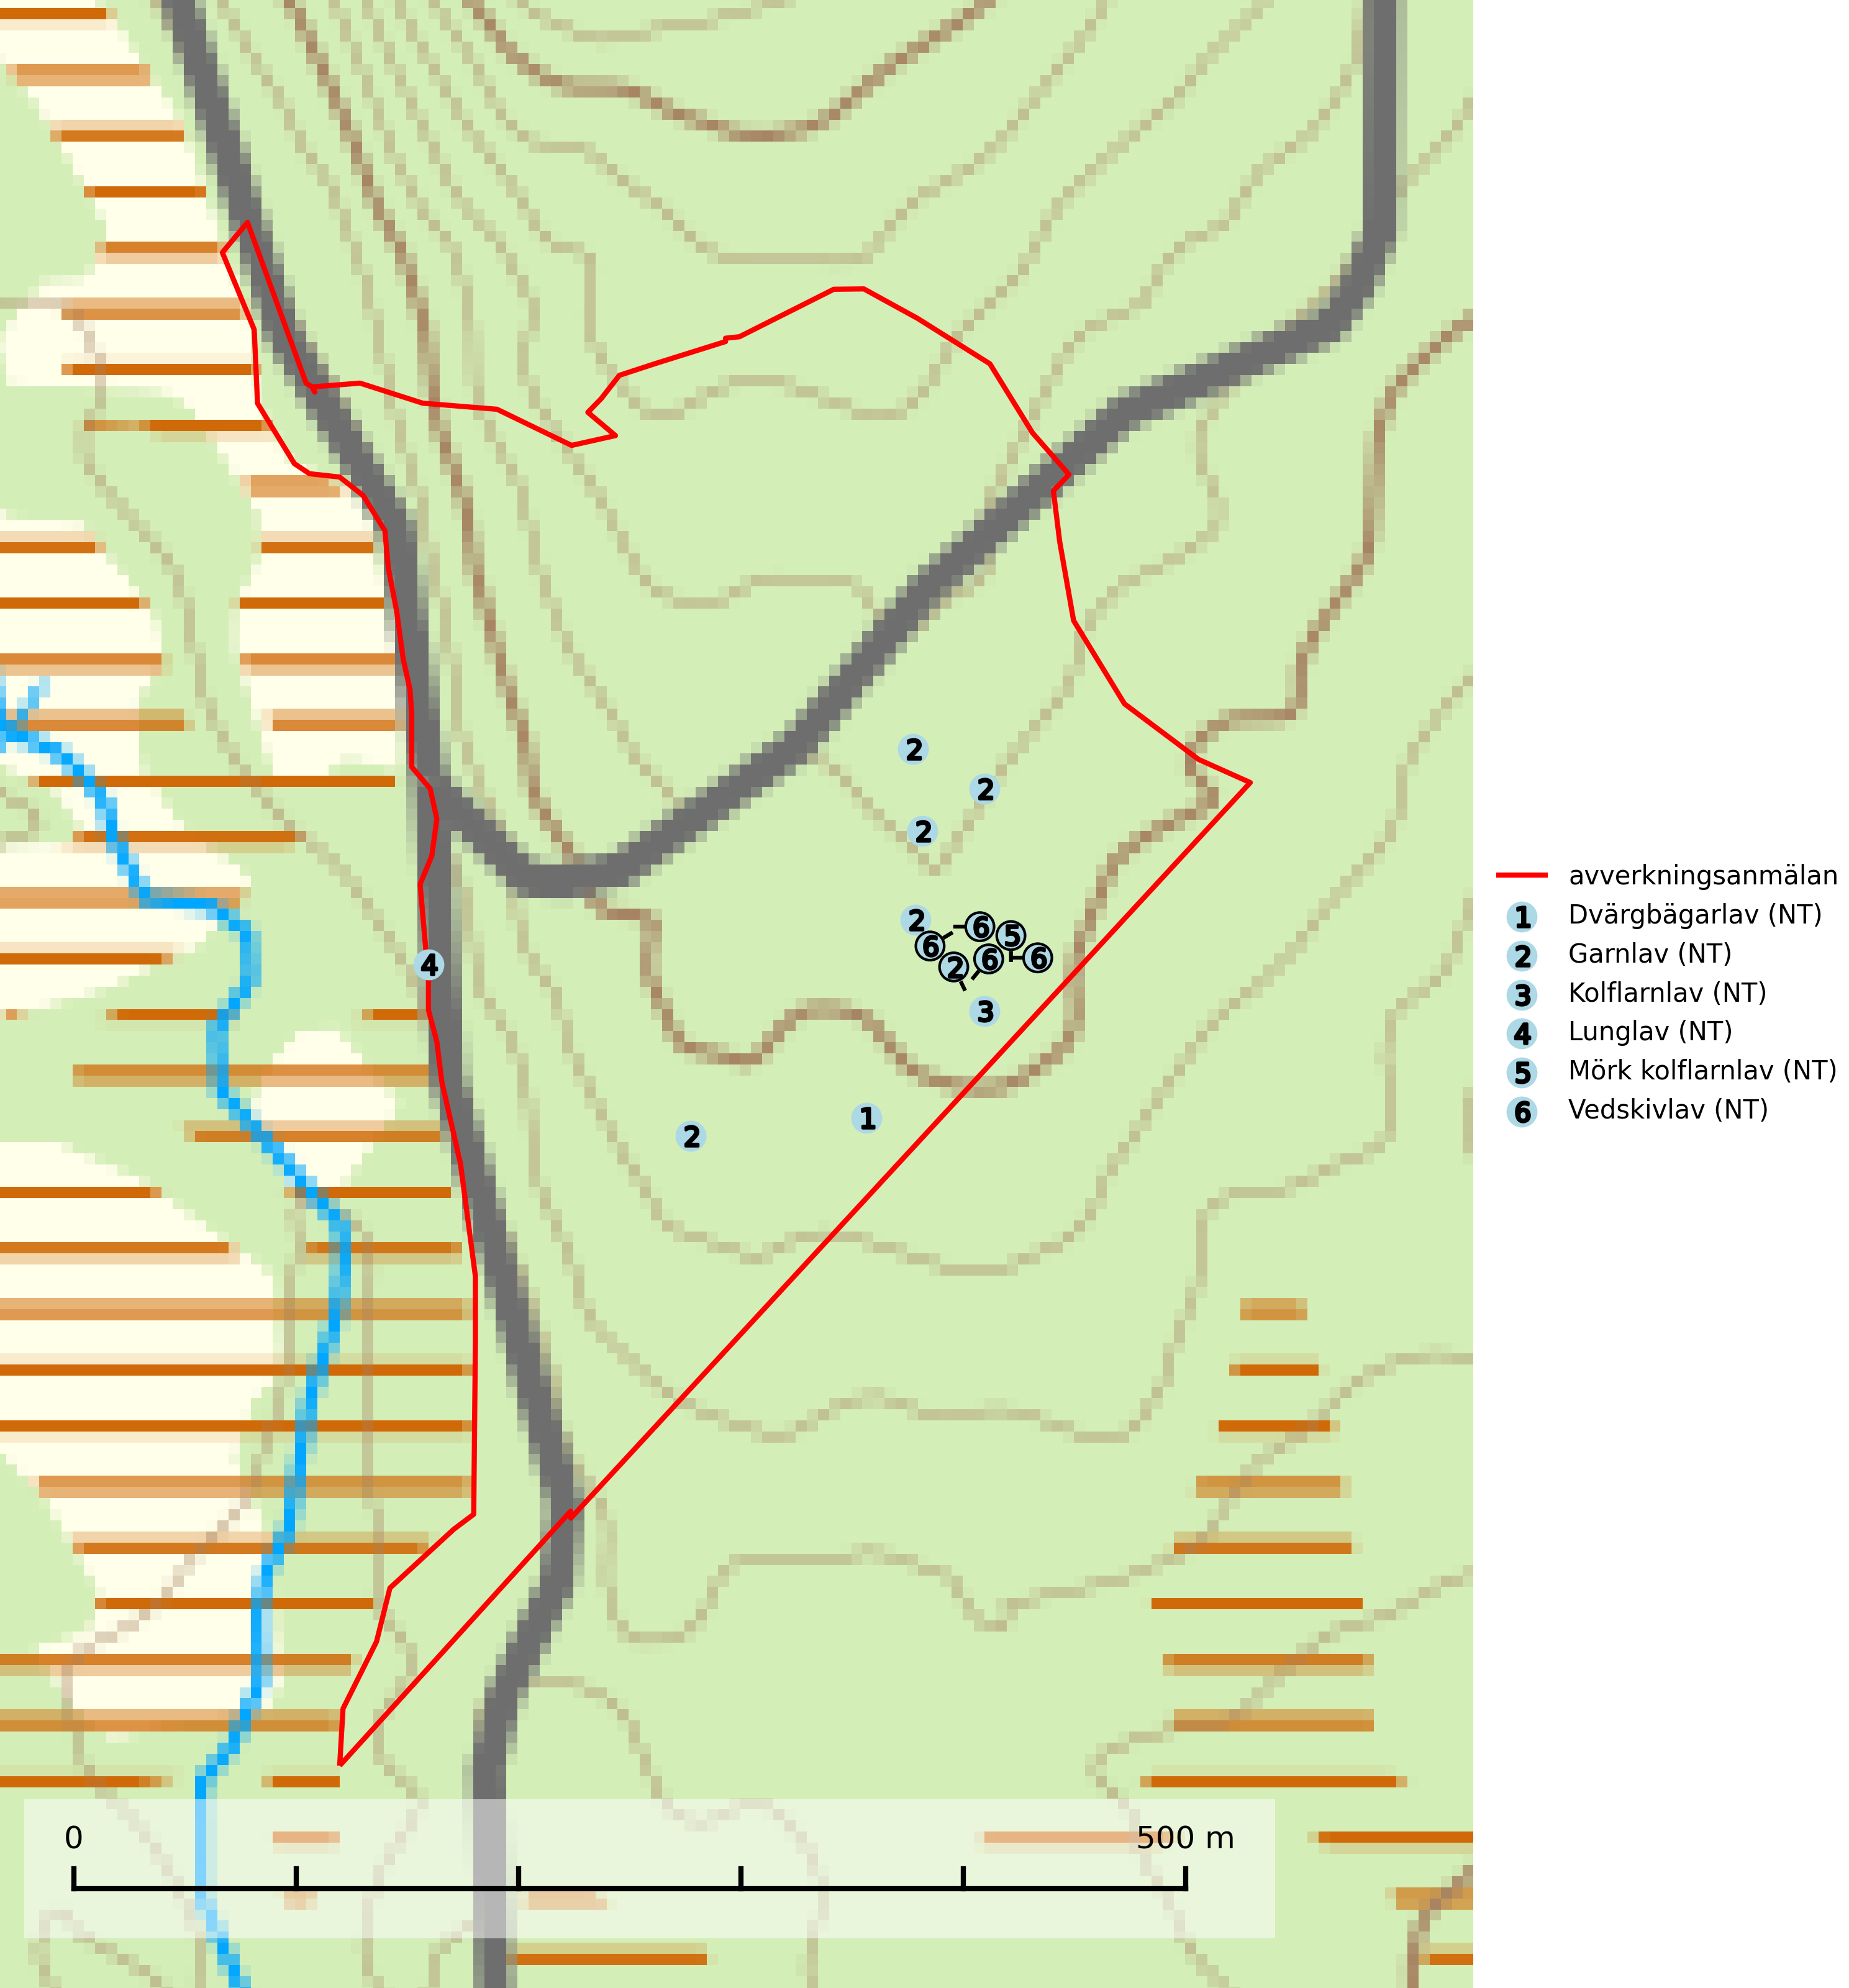 2
2
2
2 6 5
6 2 6 6
3
4
1
2
avverkningsanmälan
1 Dvärgbägarlav (NT)
2 Garnlav (NT)
3 Kolflarnlav (NT)
4 Lunglav (NT)
5 Mörk kolflarnlav (NT)
6 Vedskivlav (NT)
0 500 m